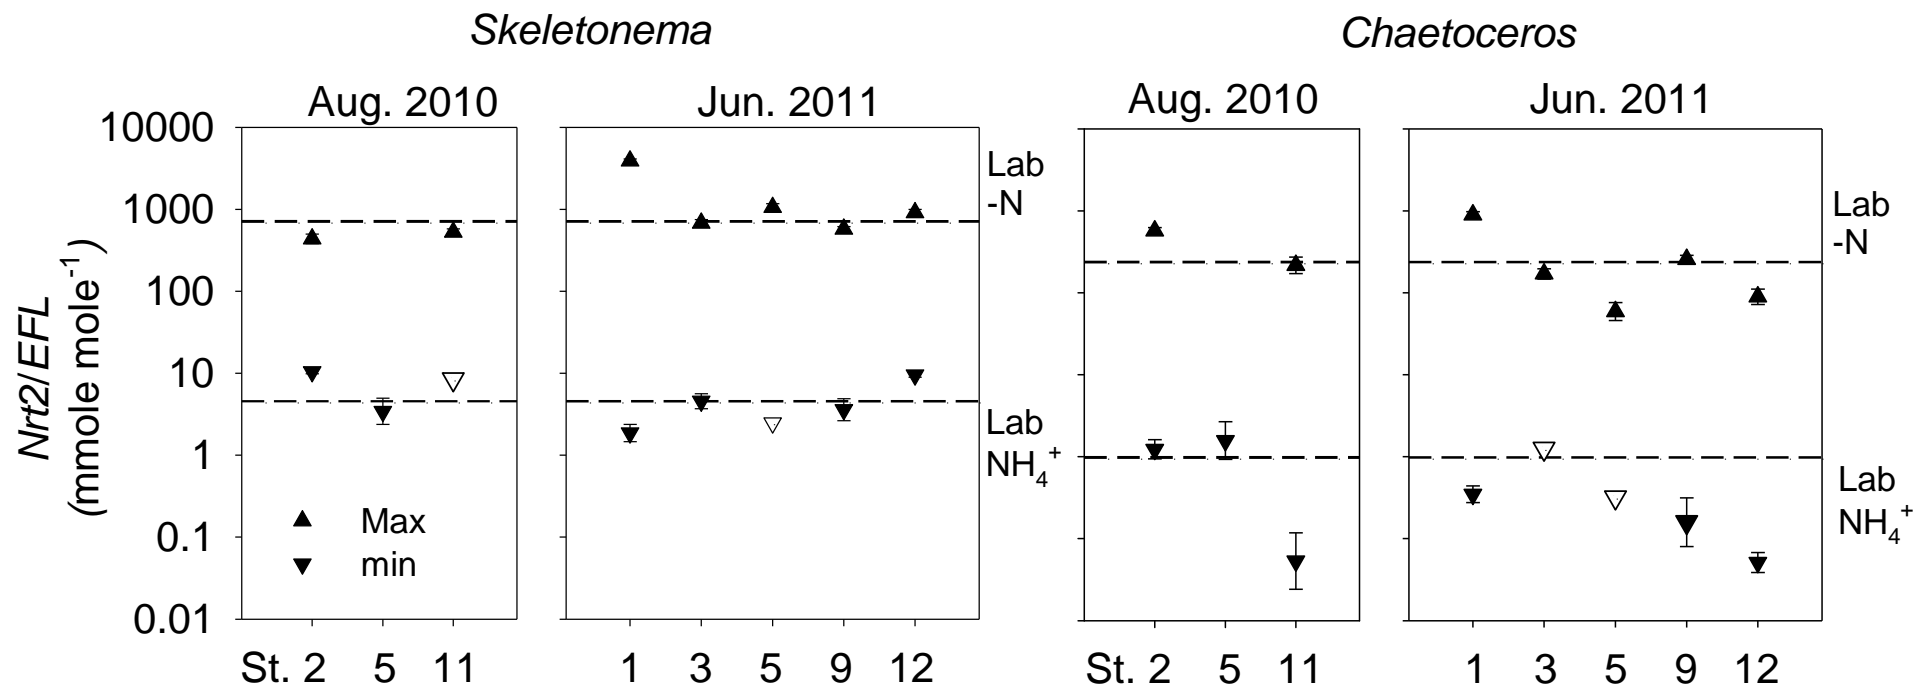 Skeletonema
Chaetoceros
Aug. 2010
Jun. 2011
Aug. 2010
Jun. 2011
Nrt2/EFL
(mmole mole⁻¹)
10000
1000
100
10
1
0.1
0.01
Max
min
Lab
-N
Lab
NH₄⁺
Lab
-N
Lab
NH₄⁺
St. 2 5 11
1 3 5 9 12
St. 2 5 11
1 3 5 9 12